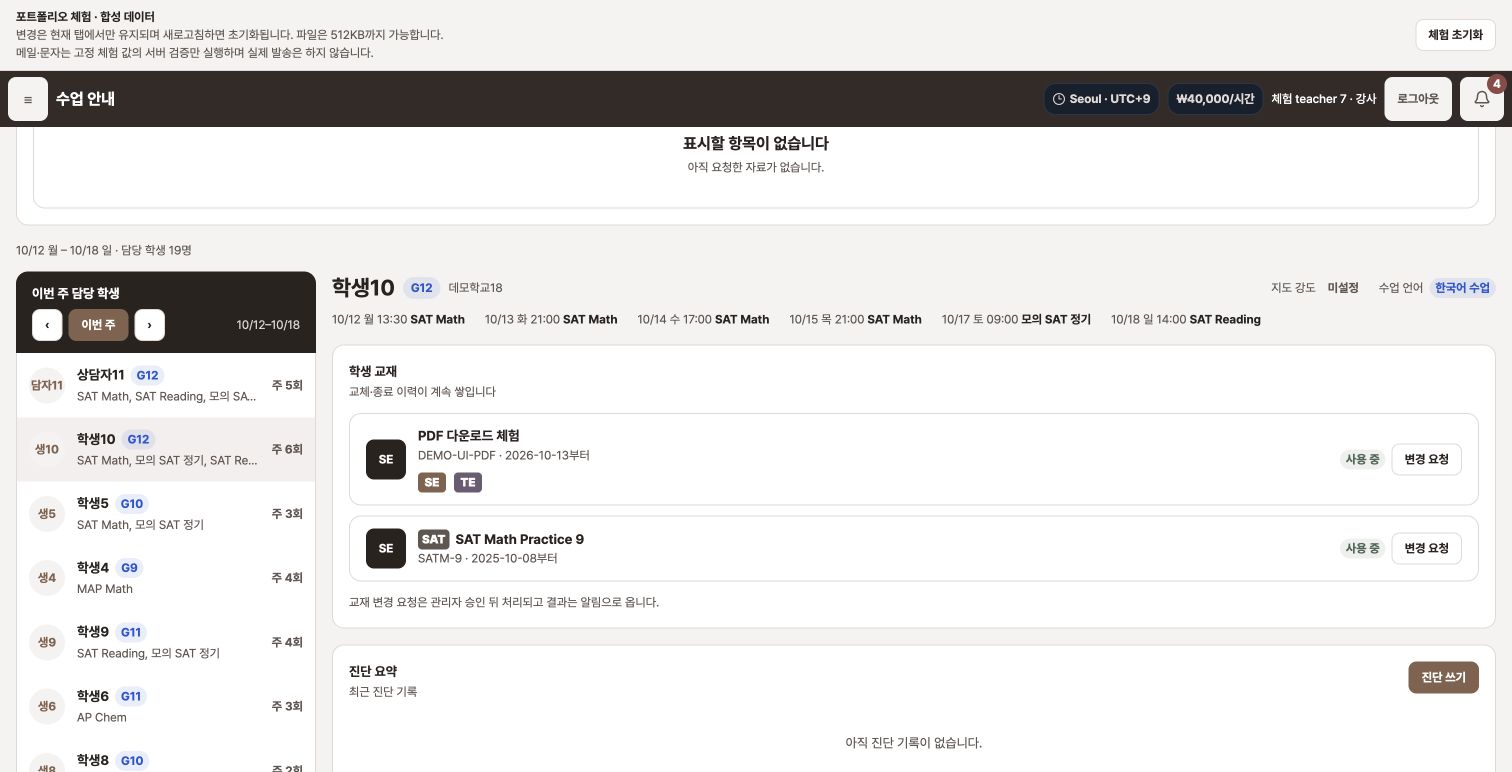 포트폴리오 체험 · 합성 데이터
변경은 현재 탭에서만 유지되며 새로고침하면 초기화됩니다. 파일은 512KB까지 가능합니다.
메일·문자는 고정 체험 값의 서버 검증만 실행하며 실제 발송은 하지 않습니다.
체험 초기화
수업 안내
Seoul · UTC+9
₩40,000/시간
체험 teacher 7 · 강사
로그아웃
4
표시할 항목이 없습니다
아직 요청한 자료가 없습니다.
10/12 월 – 10/18 일 · 담당 학생 19명
이번 주 담당 학생
‹ 이번 주 › 10/12–10/18
담자11 상담자11 G12 주 5회
SAT Math, SAT Reading, 모의 SA...
생10 학생10 G12 주 6회
SAT Math, 모의 SAT 정기, SAT Re...
생5 학생5 G10 주 3회
SAT Math, 모의 SAT 정기
생4 학생4 G9 주 4회
MAP Math
생9 학생9 G11 주 4회
SAT Reading, 모의 SAT 정기
생6 학생6 G11 주 3회
AP Chem
생8 학생8 G10 주 2회
학생10 G12 데모학교18
지도 강도 미설정 수업 언어 한국어 수업
10/12 월 13:30 SAT Math 10/13 화 21:00 SAT Math 10/14 수 17:00 SAT Math 10/15 목 21:00 SAT Math 10/17 토 09:00 모의 SAT 정기 10/18 일 14:00 SAT Reading
학생 교재
교체·종료 이력이 계속 쌓입니다
SE
PDF 다운로드 체험
DEMO-UI-PDF · 2026-10-13부터
SE TE
사용 중 변경 요청
SE
SAT SAT Math Practice 9
SATM-9 · 2025-10-08부터
사용 중 변경 요청
교재 변경 요청은 관리자 승인 뒤 처리되고 결과는 알림으로 옵니다.
진단 요약
최근 진단 기록
진단 쓰기
아직 진단 기록이 없습니다.